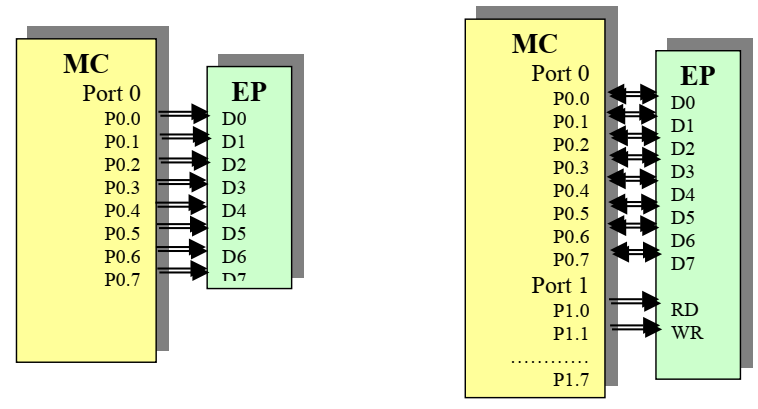 MC
Port 0
P0.0
P0.1
P0.2
P0.3
P0.4
P0.5
P0.6
P0.7
EP
D0
D1
D2
D3
D4
D5
D6
D7
MC
Port 0
P0.0
P0.1
P0.2
P0.3
P0.4
P0.5
P0.6
P0.7
Port 1
P1.0
P1.1
............
P1.7
EP
D0
D1
D2
D3
D4
D5
D6
D7
RD
WR